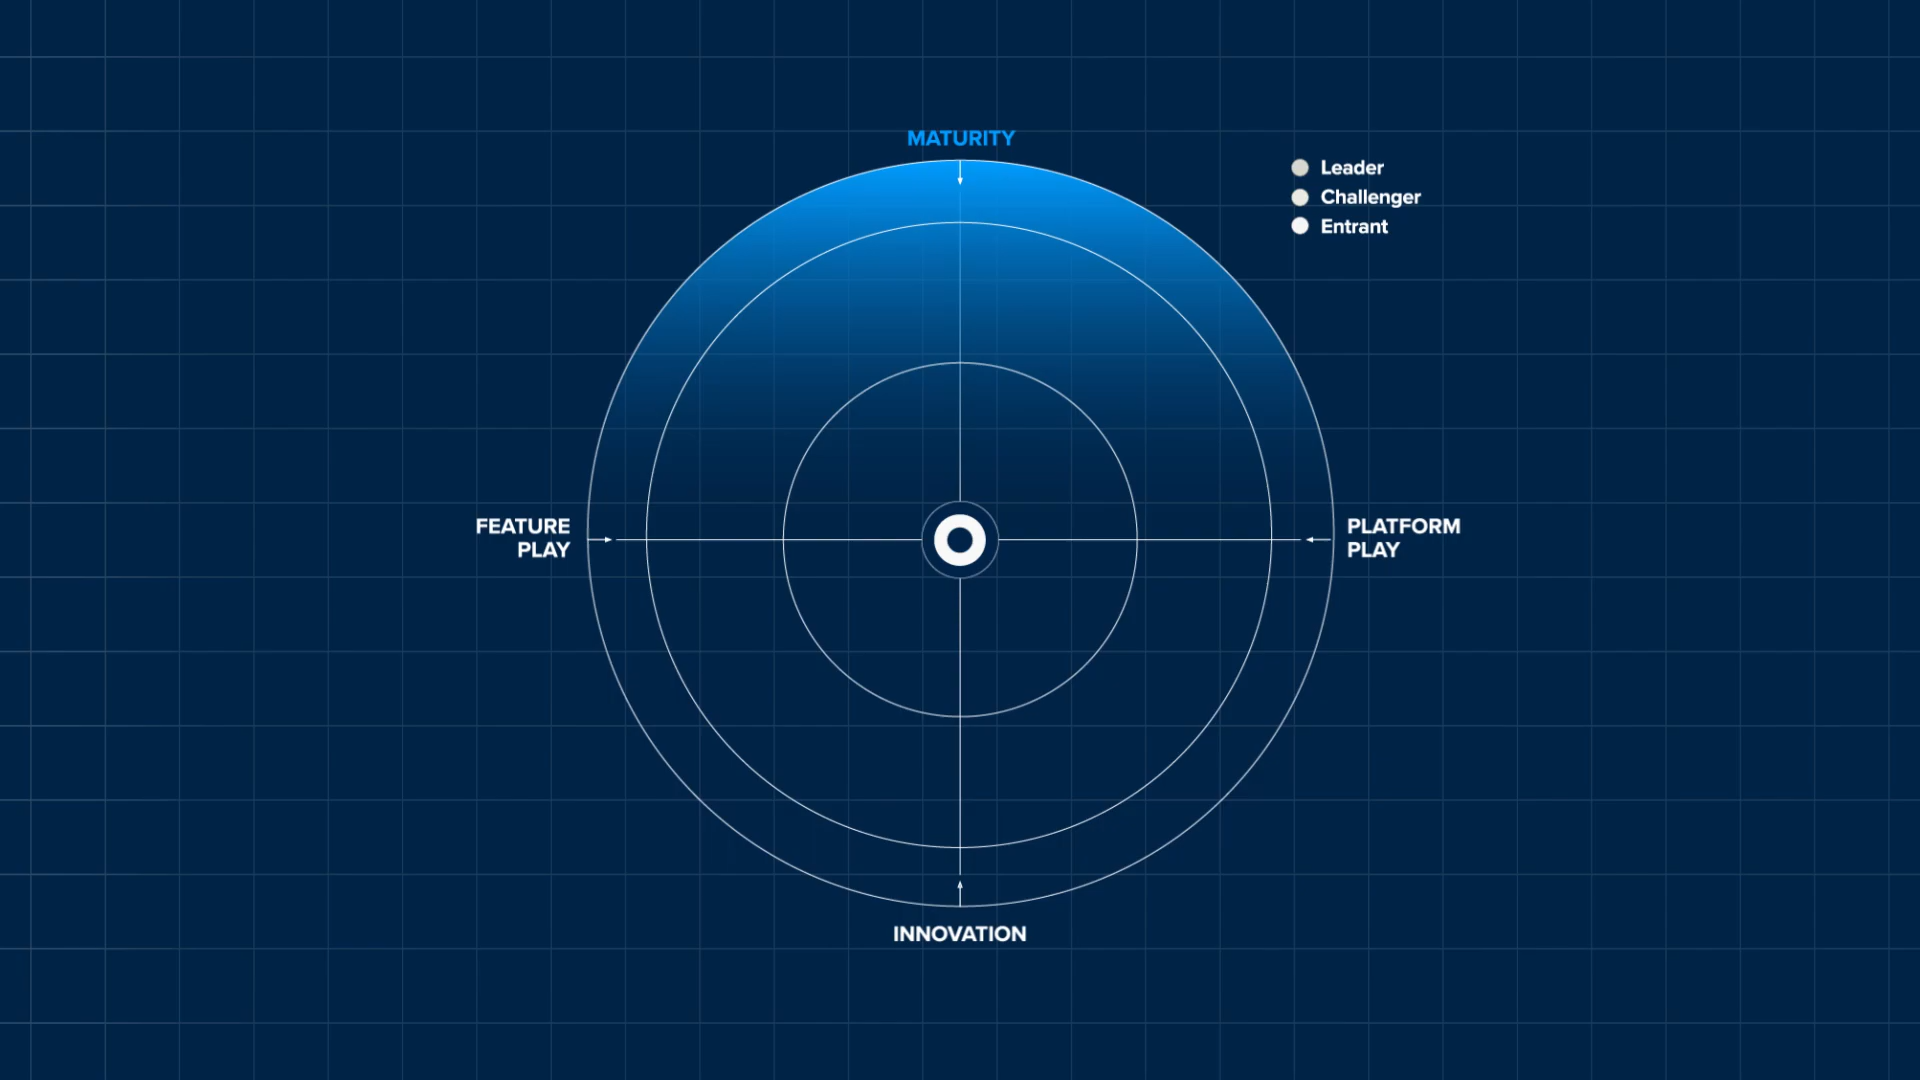 MATURITY
Leader
Challenger
Entrant
FEATURE
PLAY
PLATFORM
PLAY
INNOVATION